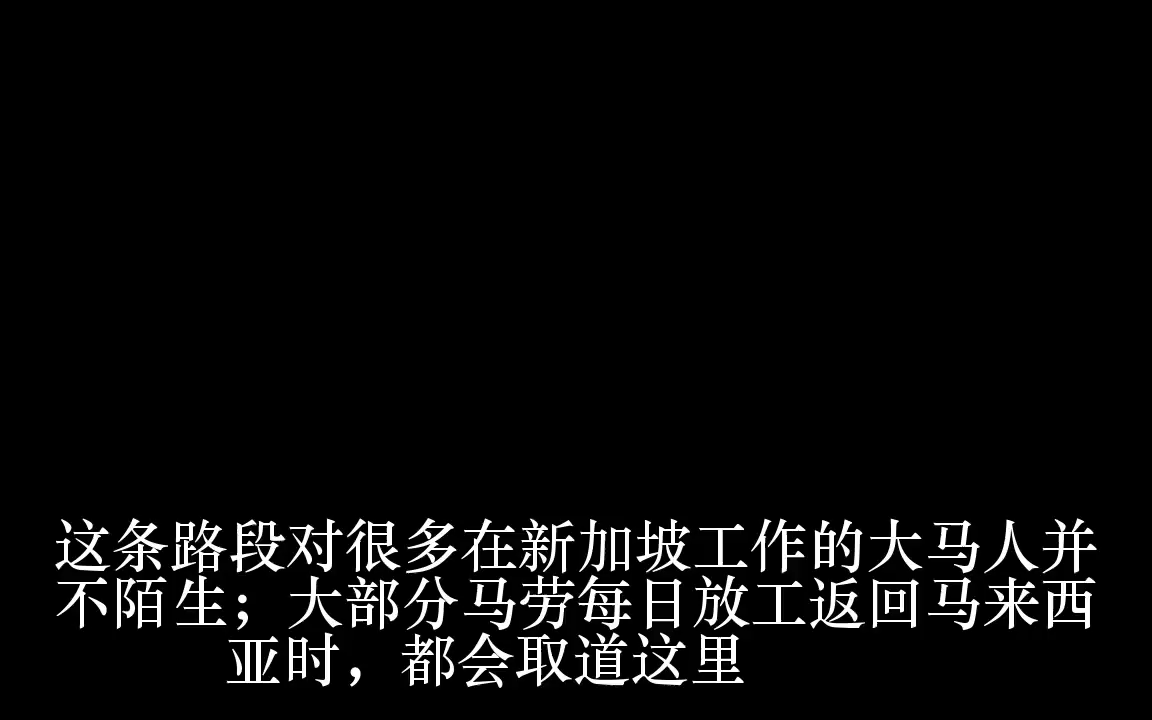 这条路段对很多在新加坡工作的大马人并
不陌生；大部分马劳每日放工返回马来西
亚时，都会取道这里